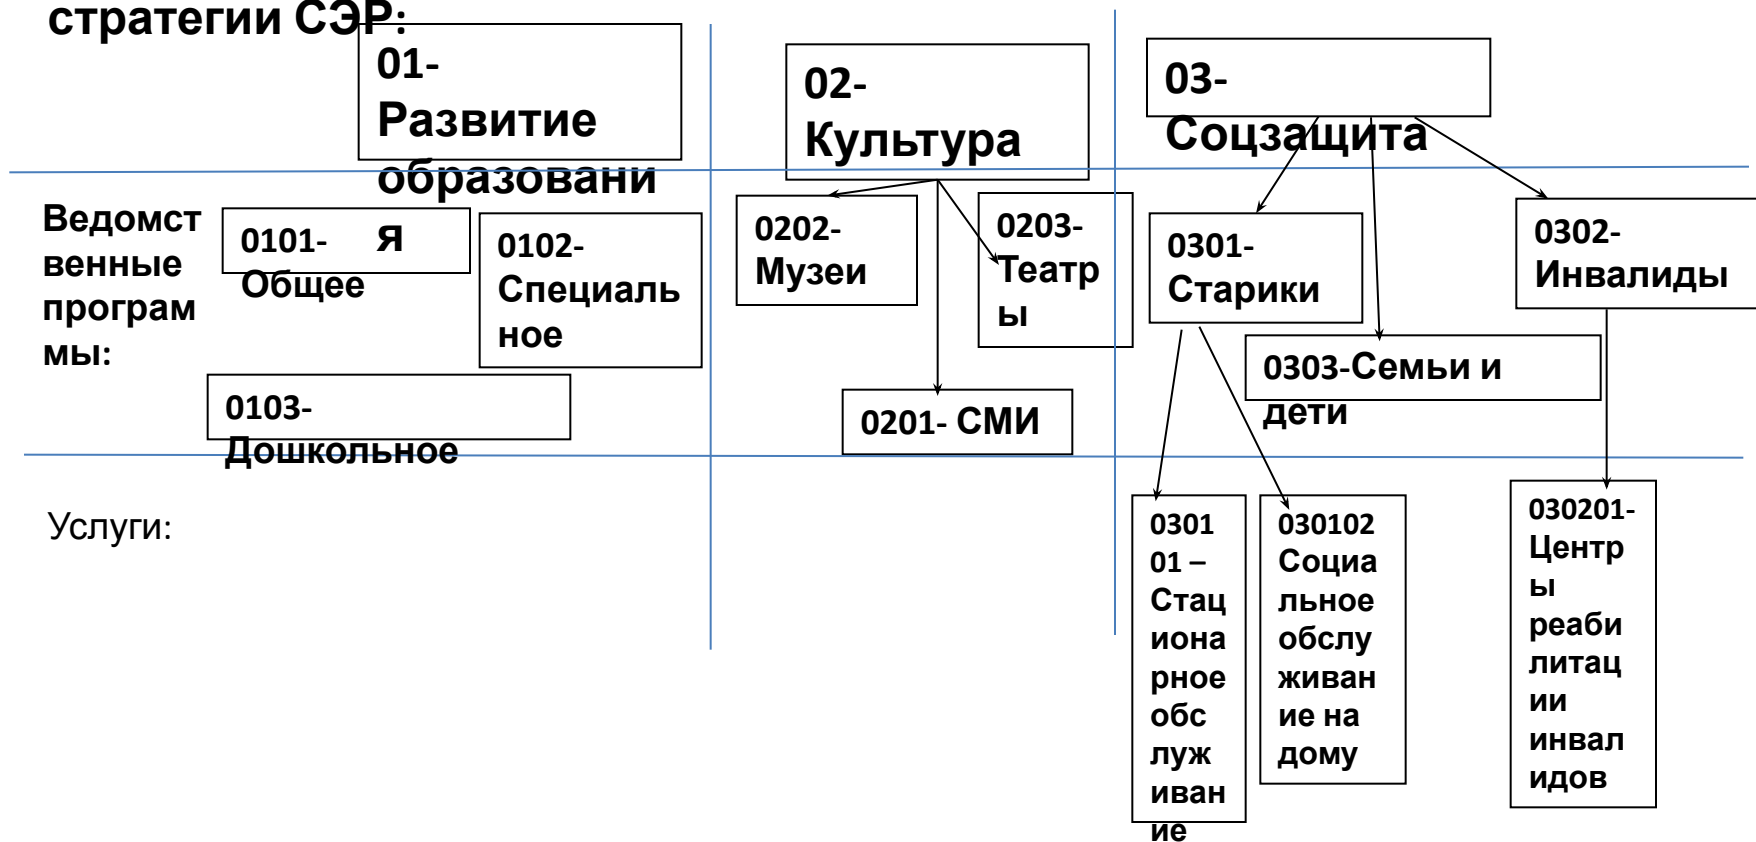 стратегии СЭР:
01-
Развитие
образовани
я
02-
Культура
03-
Соцзащита
Ведомст
венные
програм
мы:
0101-
Общее
0102-
Специаль
ное
0103-
Дошкольное
0202-
Музеи
0203-
Театр
ы
0201- СМИ
0301-
Старики
0302-
Инвалиды
0303-Семьи и
дети
Услуги:
0301
01 –
Стац
иона
рное
обс
луж
иван
ие
030102
Социа
льное
обслу
живан
ие на
дому
030201-
Центр
ы
реаби
литац
ии
инвал
идов